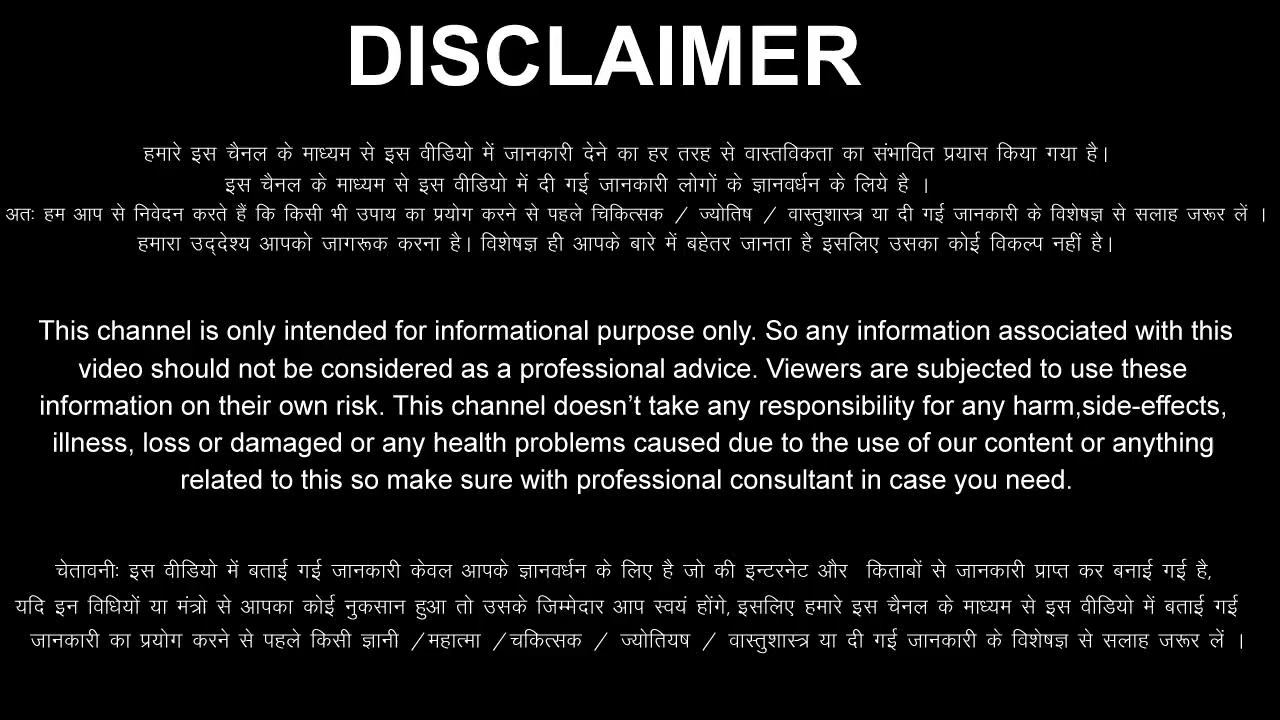 DISCLAIMER
हमारे इस चैनल के माध्यम से इस वीडियो में जानकारी देने का हर तरह से वास्तविकता का संभावित प्रयास किया गया है।
इस चैनल के माध्यम से इस वीडियो में दी गई जानकारी लोगों के ज्ञानवर्धन के लिये है ।
अतः हम आप से निवेदन करते हैं कि किसी भी उपाय का प्रयोग करने से पहले चिकित्सक / ज्योतिष / वास्तुशास्त्र या दी गई जानकारी के विशेषज्ञ से सलाह जरूर लें ।
हमारा उद्देश्य आपको जागरूक करना है। विशेषज्ञ ही आपके बारे में बहेतर जानता है इसलिए उसका कोई विकल्प नहीं है।
This channel is only intended for informational purpose only. So any information associated with this
video should not be considered as a professional advice. Viewers are subjected to use these
information on their own risk. This channel doesn’t take any responsibility for any harm,side-effects,
illness, loss or damaged or any health problems caused due to the use of our content or anything
related to this so make sure with professional consultant in case you need.
चेतावनीः इस वीडियो में बताई गई जानकारी केवल आपके ज्ञानवर्धन के लिए है जो की इन्टरनेट और किताबों से जानकारी प्राप्त कर बनाई गई है,
यदि इन विधियों या मंत्रो से आपका कोई नुकसान हुआ तो उसके जिम्मेदार आप स्वयं होंगे, इसलिए हमारे इस चैनल के माध्यम से इस वीडियो में बताई गई
जानकारी का प्रयोग करने से पहले किसी ज्ञानी /महात्मा /चकित्सक / ज्योतियष / वास्तुशास्त्र या दी गई जानकारी के विशेषज्ञ से सलाह जरूर लें ।